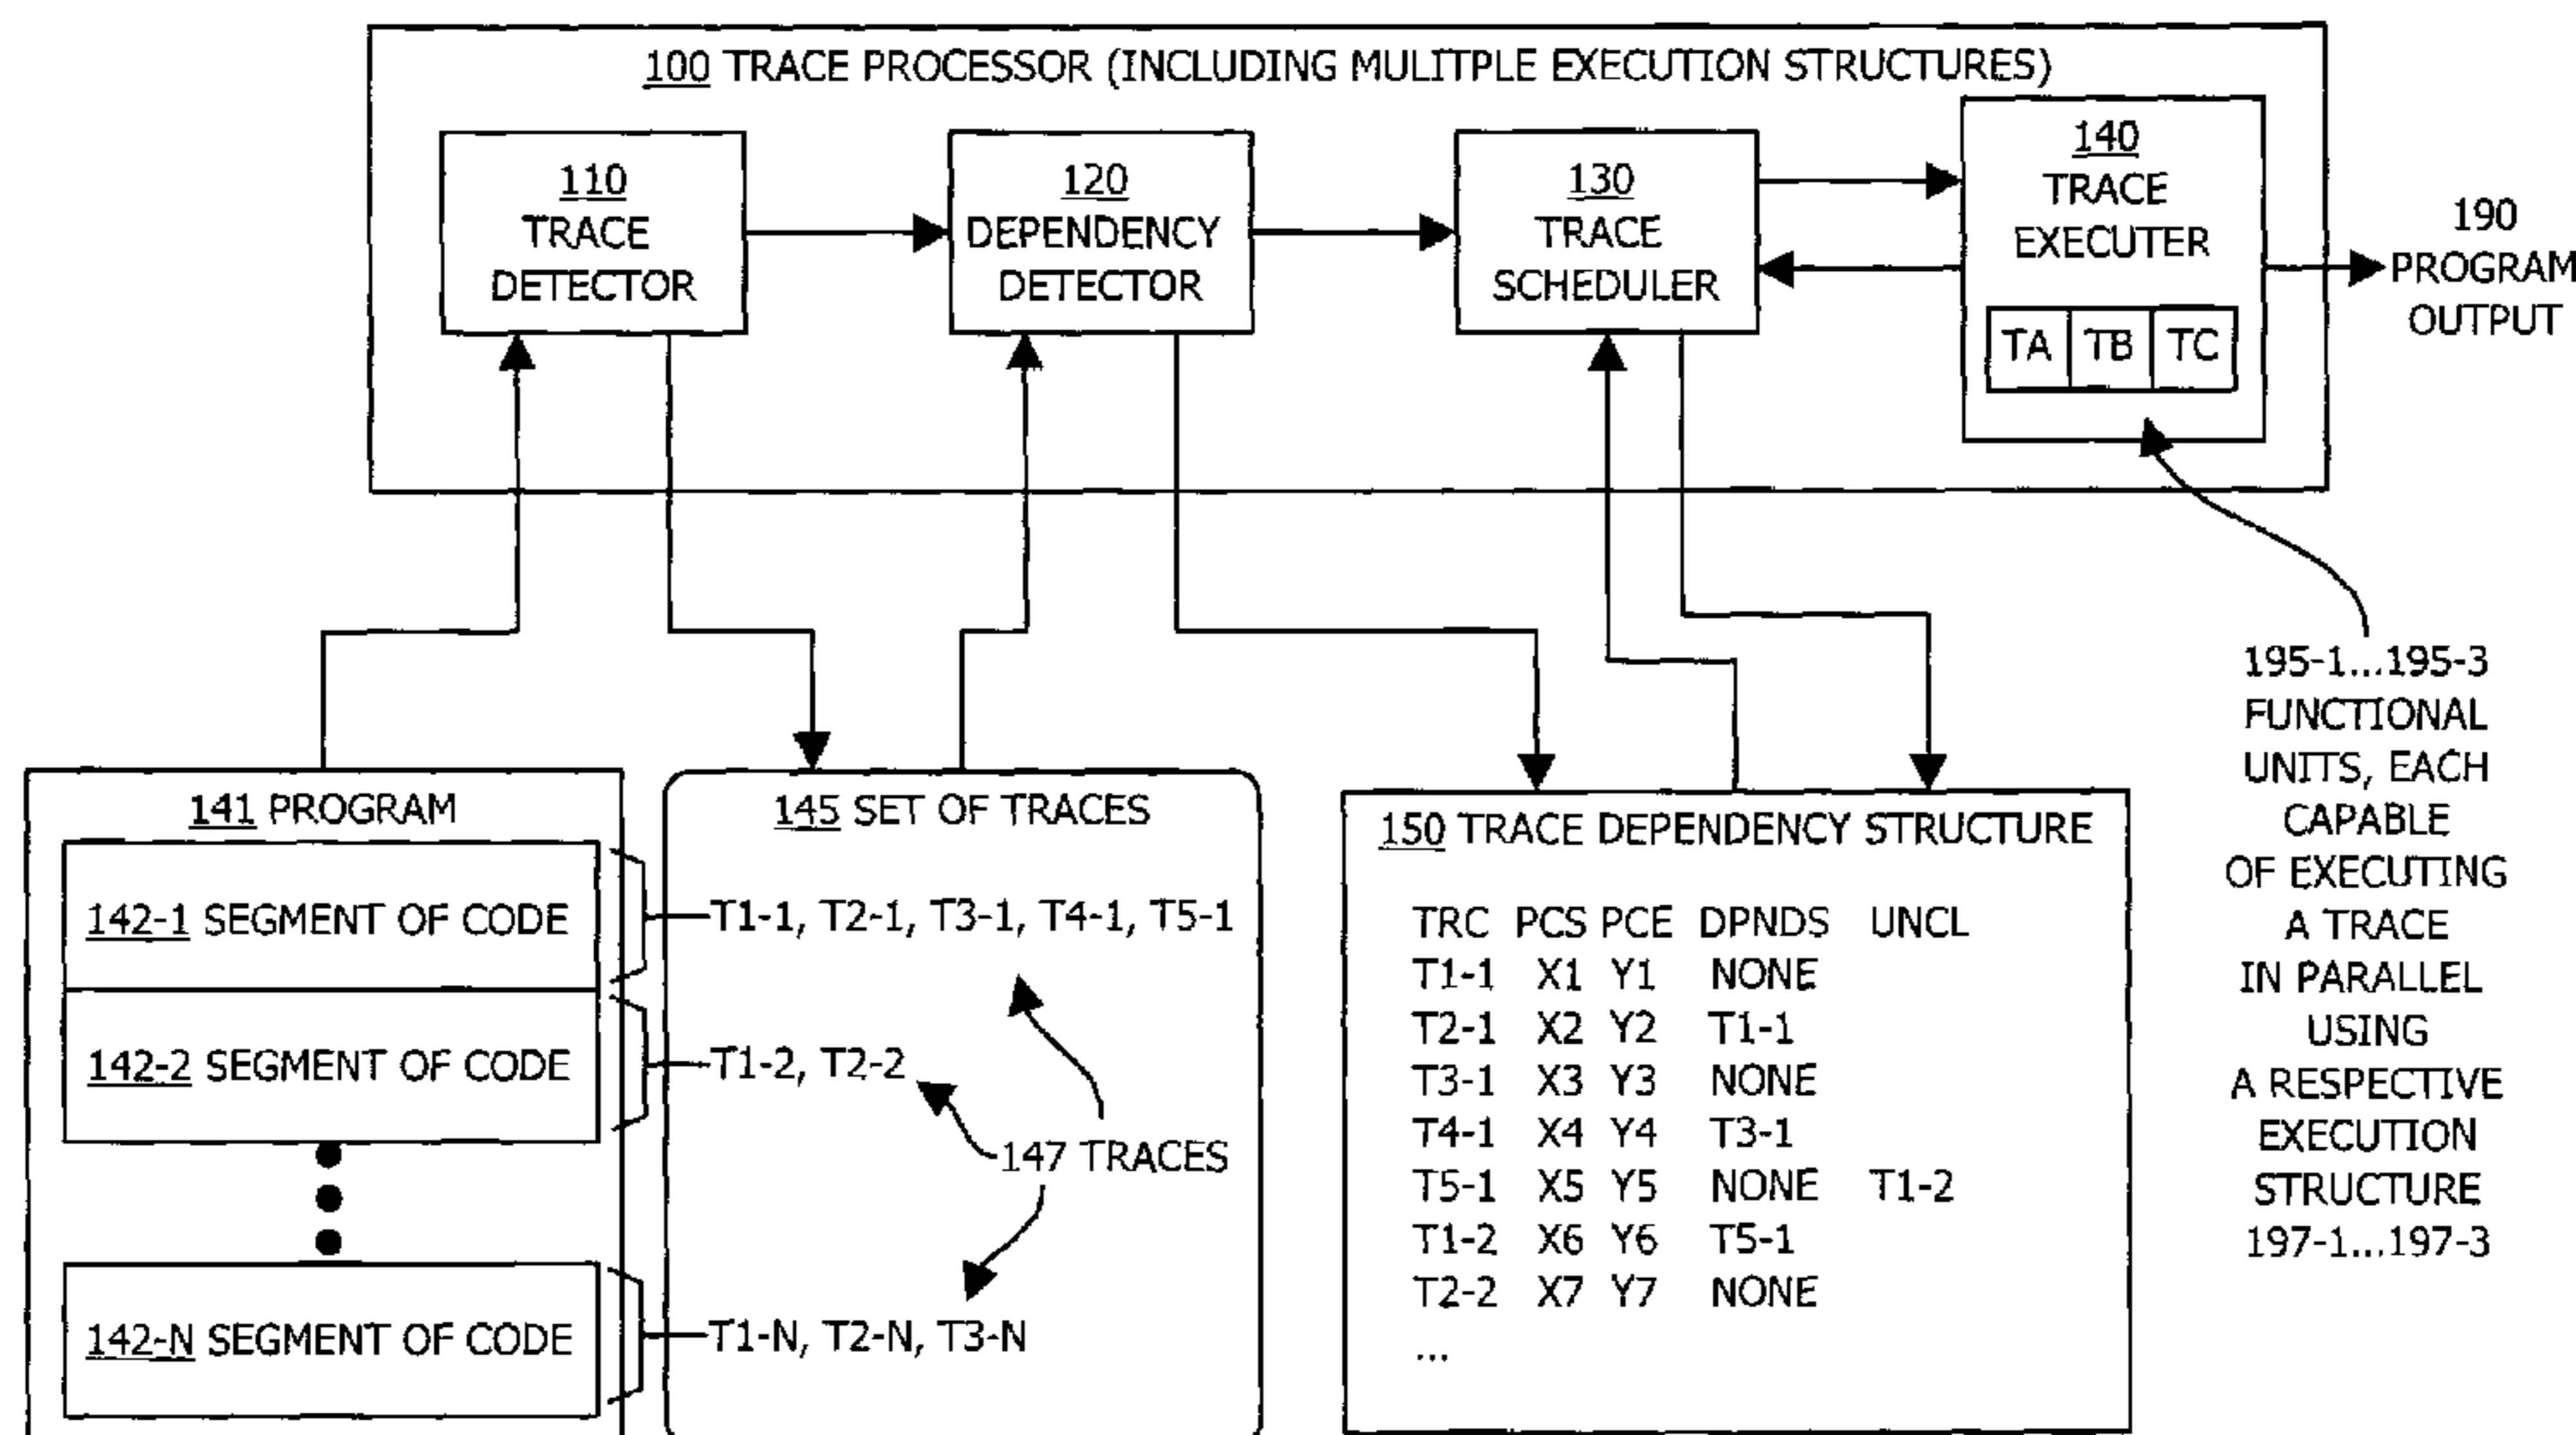 100 TRACE PROCESSOR (INCLUDING MULITPLE EXECUTION STRUCTURES)
110
TRACE
DETECTOR
120
DEPENDENCY
DETECTOR
130
TRACE
SCHEDULER
140
TRACE
EXECUTER
TA TB TC
190
PROGRAM
OUTPUT
195-1...195-3
FUNCTIONAL
UNITS, EACH
CAPABLE
OF EXECUTING
A TRACE
IN PARALLEL
USING
A RESPECTIVE
EXECUTION
STRUCTURE
197-1...197-3
141 PROGRAM
142-1 SEGMENT OF CODE
142-2 SEGMENT OF CODE
142-N SEGMENT OF CODE
145 SET OF TRACES
T1-1, T2-1, T3-1, T4-1, T5-1
T1-2, T2-2
147 TRACES
T1-N, T2-N, T3-N
150 TRACE DEPENDENCY STRUCTURE
TRC PCS PCE DPNDS UNCL
T1-1 X1 Y1 NONE
T2-1 X2 Y2 T1-1
T3-1 X3 Y3 NONE
T4-1 X4 Y4 T3-1
T5-1 X5 Y5 NONE T1-2
T1-2 X6 Y6 T5-1
T2-2 X7 Y7 NONE
...